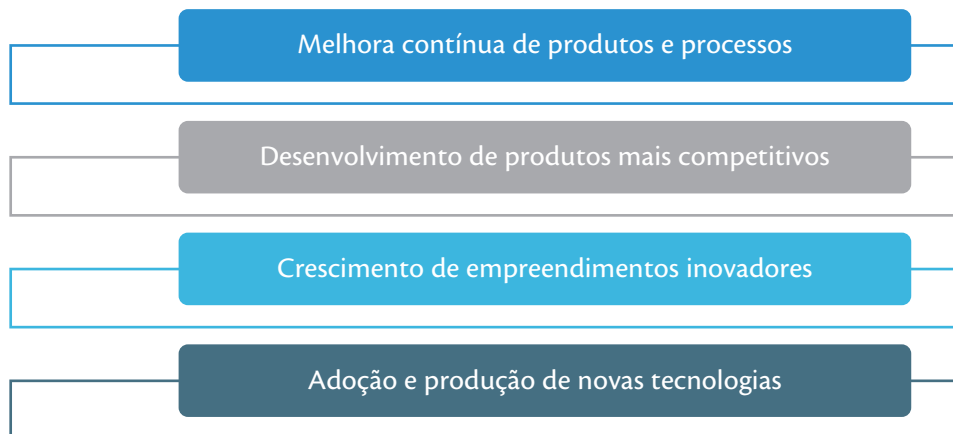 Melhora contínua de produtos e processos
Desenvolvimento de produtos mais competitivos
Crescimento de empreendimentos inovadores
Adoção e produção de novas tecnologias